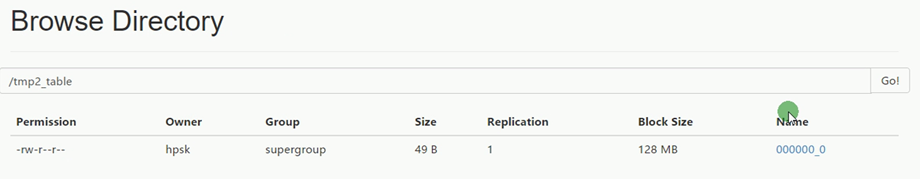 Browse Directory
/tmp2_table Go!
Permission Owner Group Size Replication Block Size Name
-rw-r--r-- hpsk supergroup 49 B 1 128 MB 000000_0